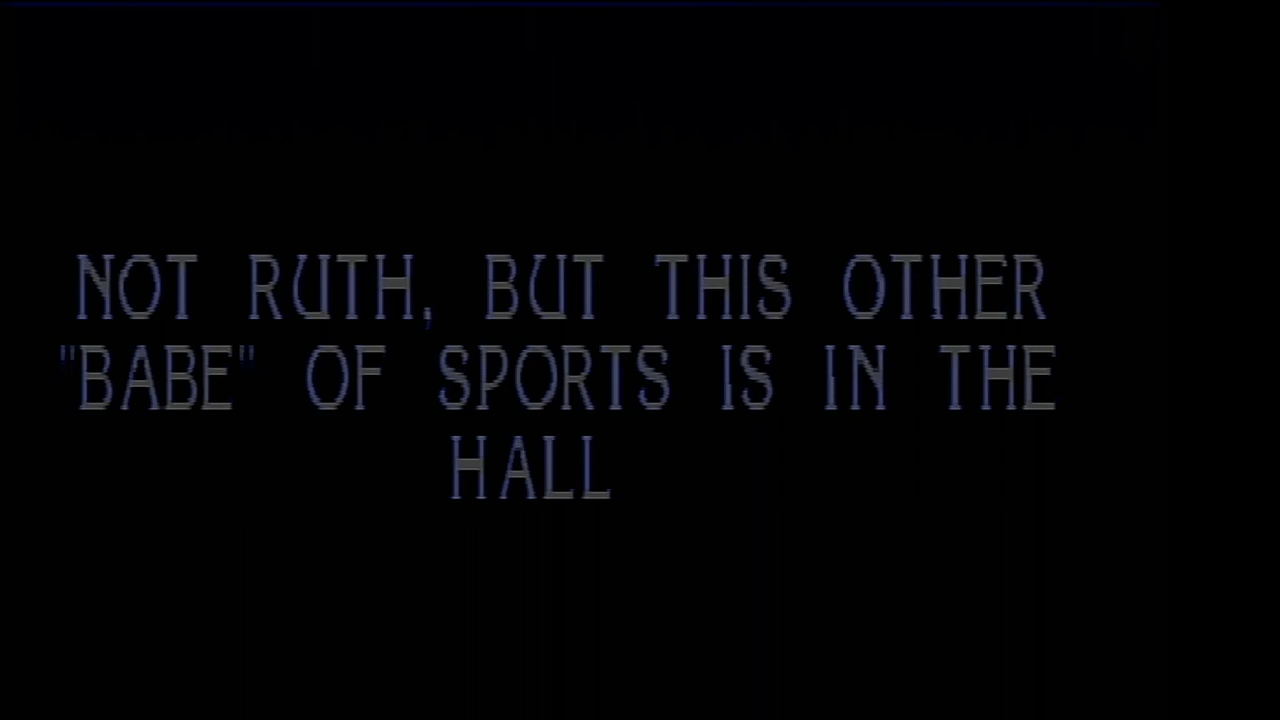 NOT RUTH, BUT THIS OTHER
"BABE" OF SPORTS IS IN THE
HALL